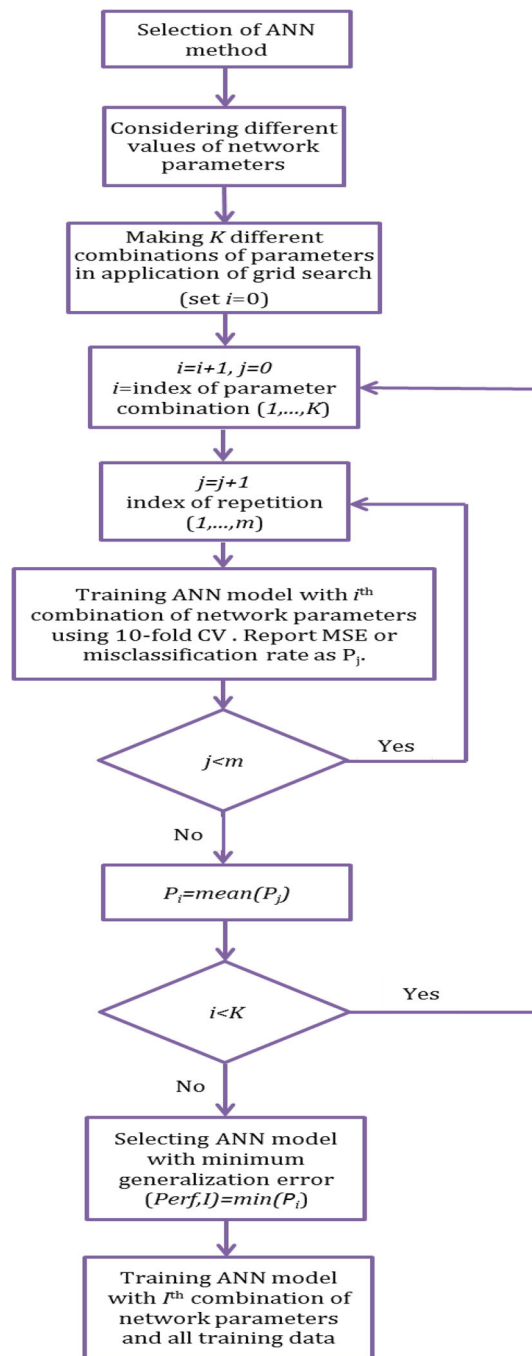 Selection of ANN
method
Considering different
values of network
parameters
Making K different
combinations of parameters
in application of grid search
(set i=0)
i=i+1, j=0
i=index of parameter
combination (1,...,K)
j=j+1
index of repetition
(1,...,m)
Training ANN model with iᵗʰ
combination of network parameters
using 10-fold CV . Report MSE or
misclassification rate as Pⱼ.
j<m
Yes
No
Pᵢ=mean(Pⱼ)
i<K
Yes
No
Selecting ANN model
with minimum
generalization error
(Perf,I)=min(Pᵢ)
Training ANN model
with Iᵗʰ combination of
network parameters
and all training data